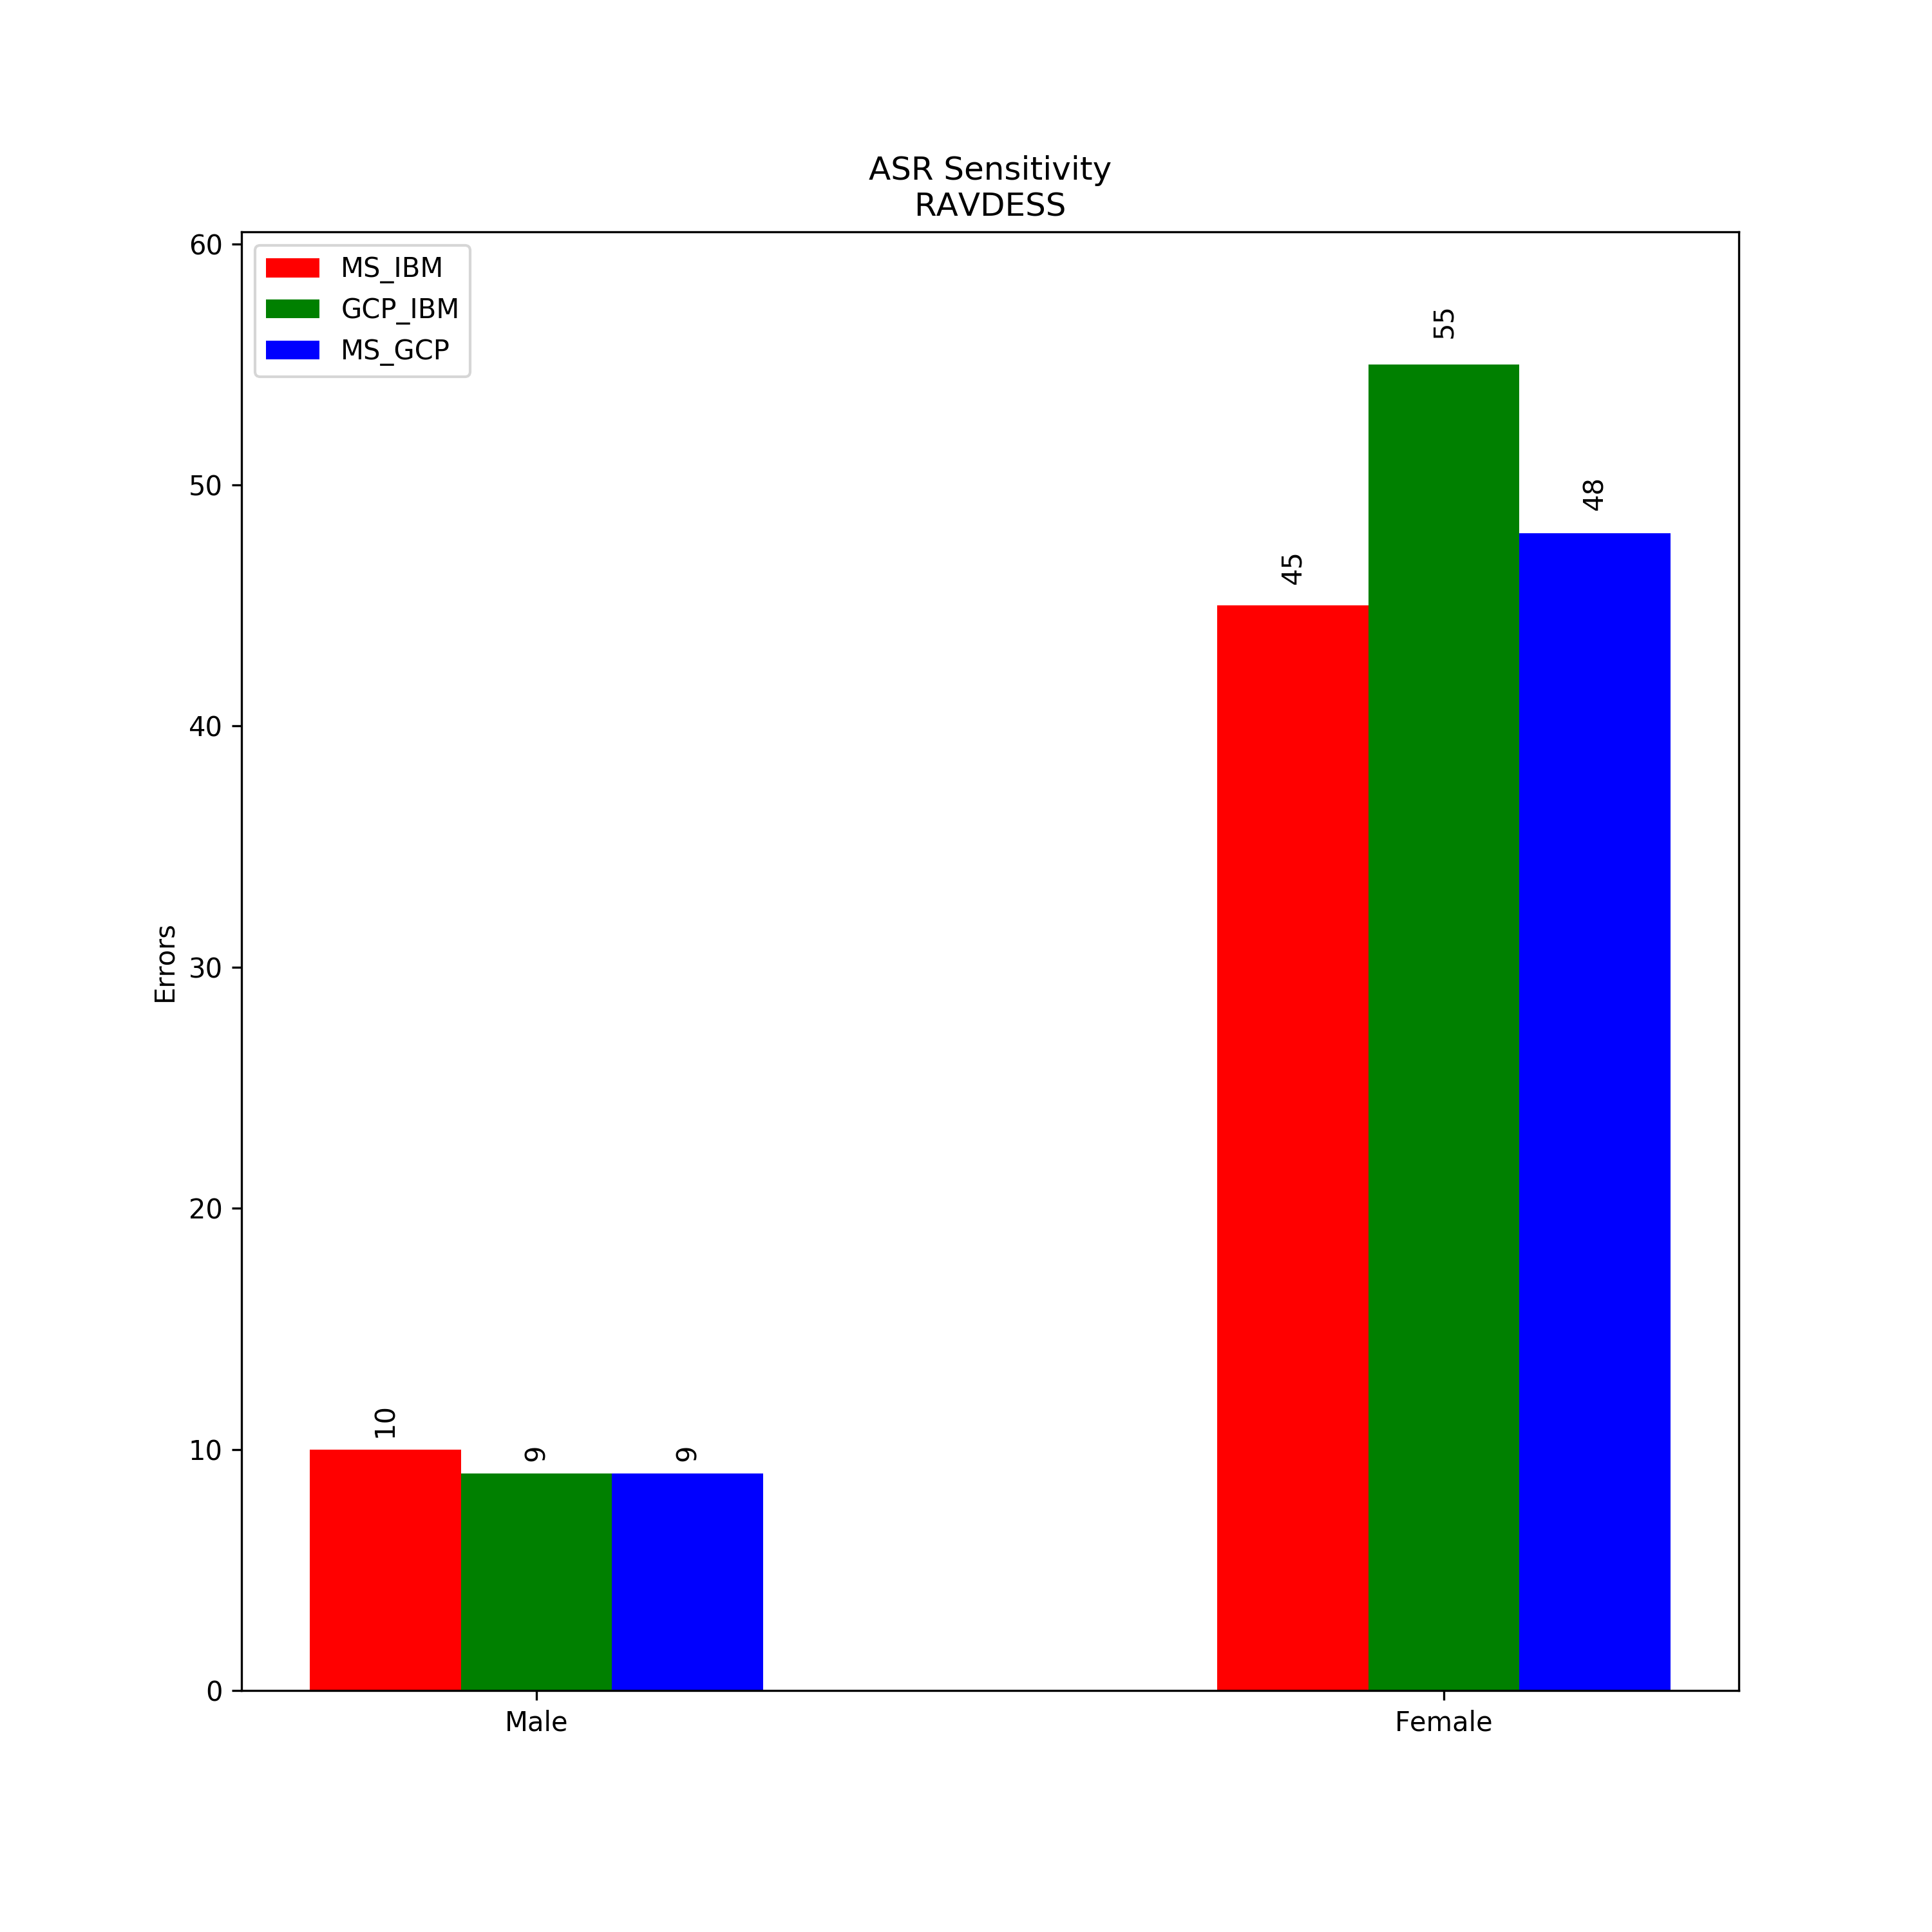 ASR Sensitivity
RAVDESS
MS_IBM
GCP_IBM
MS_GCP
60
50
40
30
20
10
0
Errors
10
9
9
45
55
48
Male
Female